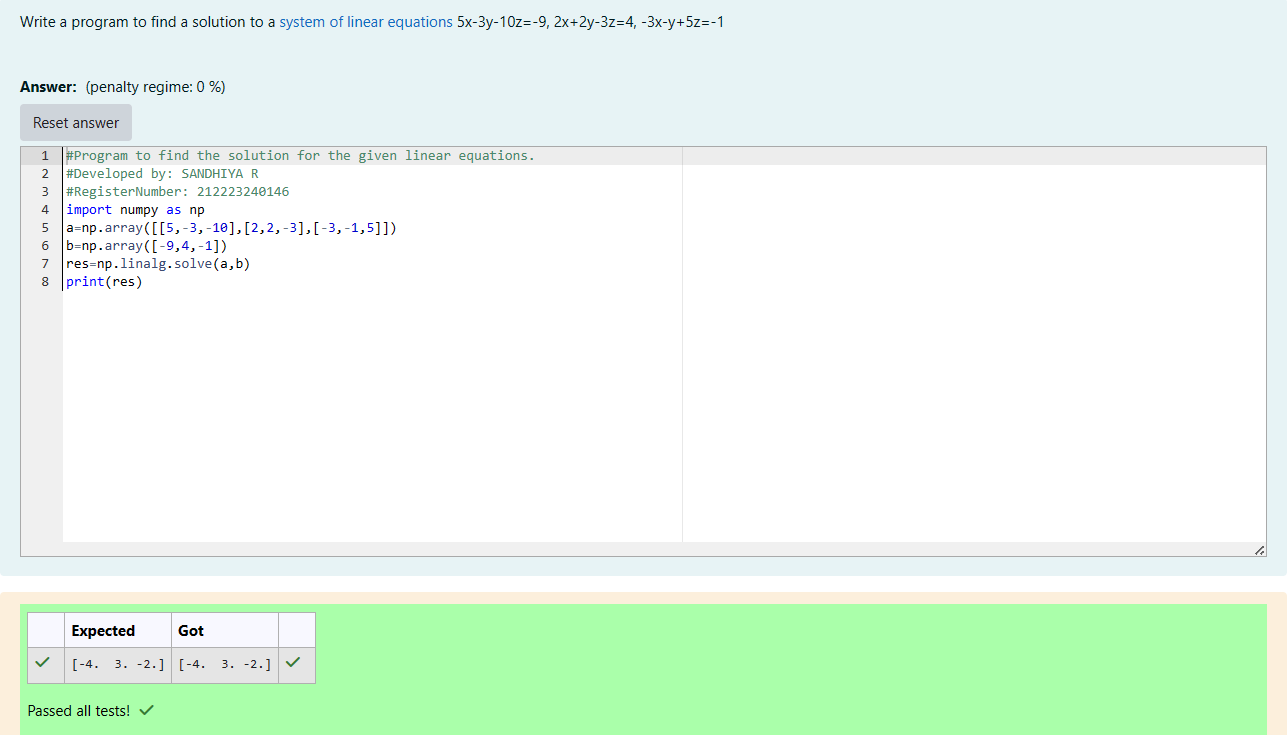 Write a program to find a solution to a system of linear equations 5x-3y-10z=-9, 2x+2y-3z=4, -3x-y+5z=-1
Answer: (penalty regime: 0 %)
Reset answer
1 #Program to find the solution for the given linear equations.
2 #Developed by: SANDHIYA R
3 #RegisterNumber: 212223240146
4 import numpy as np
5 a=np.array([[5,-3,-10],[2,2,-3],[-3,-1,5]])
6 b=np.array([-9,4,-1])
7 res=np.linalg.solve(a,b)
8 print(res)
Expected Got
[-4.  3. -2.] [-4.  3. -2.]
Passed all tests!